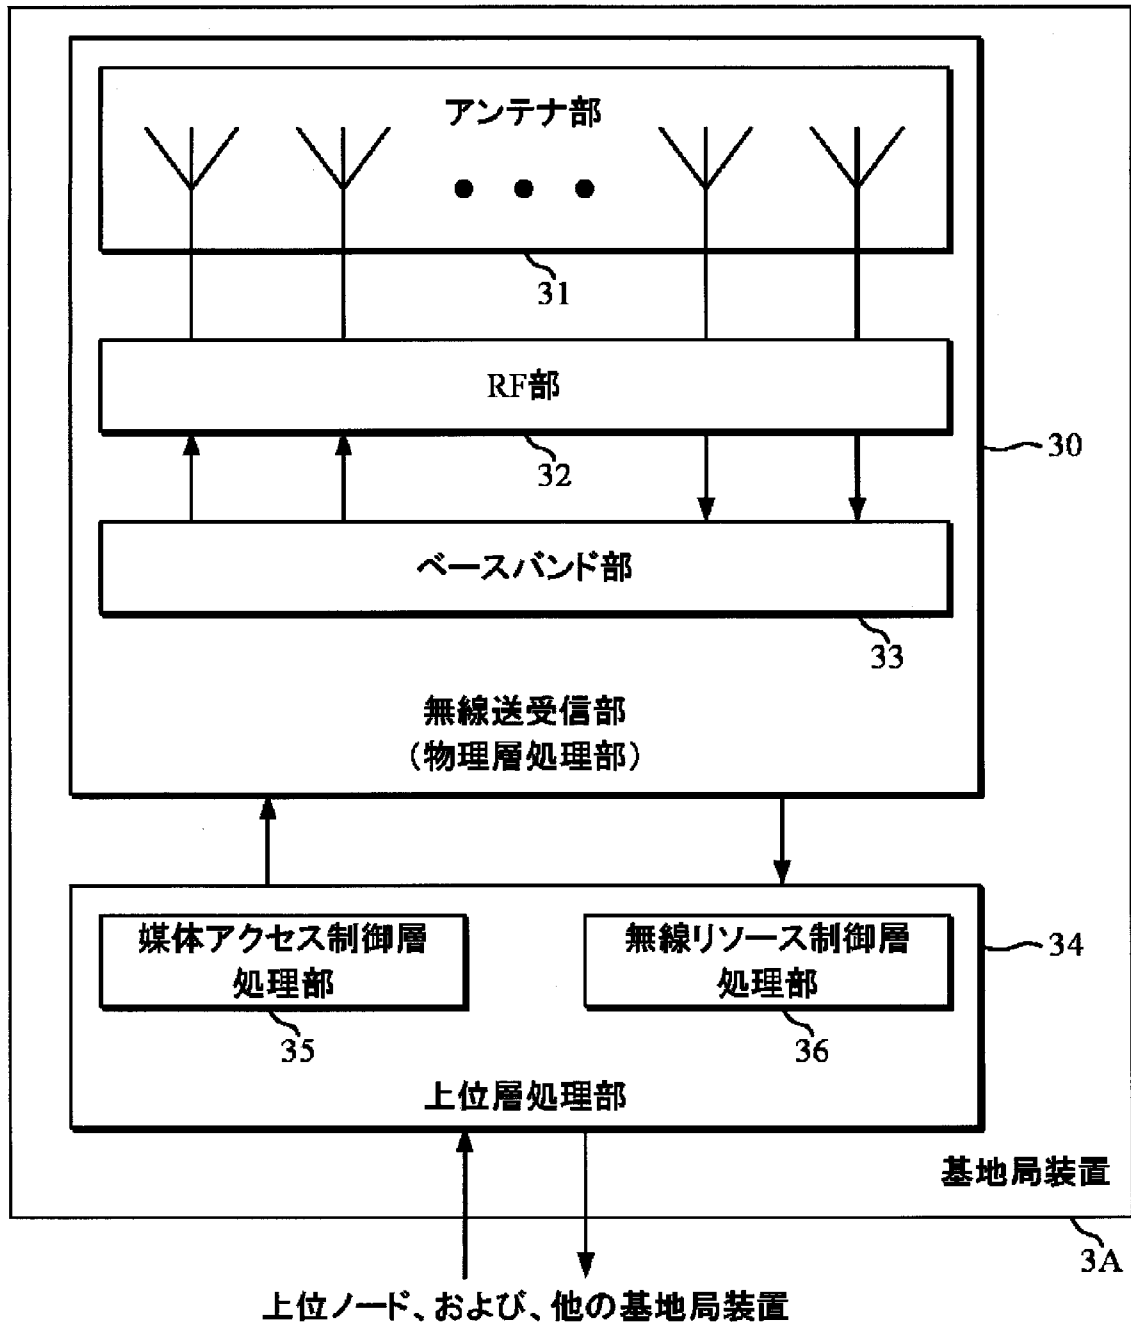 アンテナ部
31
RF部
32
30
ベースバンド部
33
無線送受信部
(物理層処理部)
媒体アクセス制御層
処理部
35
無線リソース制御層
処理部
36
34
上位層処理部
基地局装置
3A
上位ノード、および、他の基地局装置